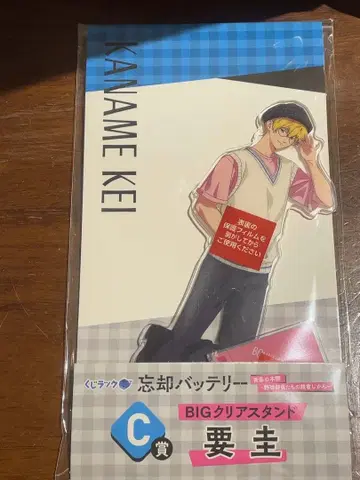 KANAME KEI
表裏の
保護フィルムを
剥がしてから
ご使用ください
くじラック
忘却バッテリー
C賞
BIGクリアスタンド
要 圭